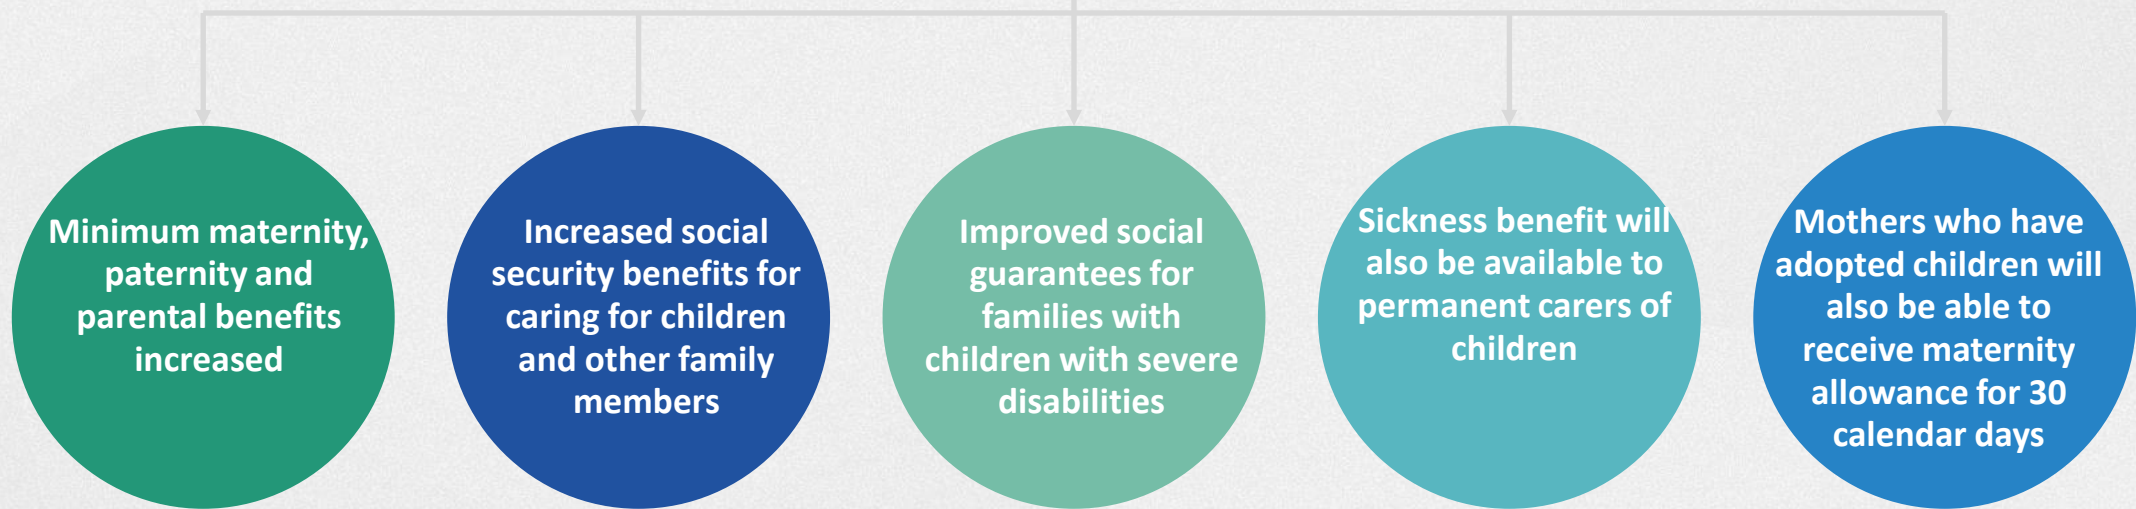 Minimum maternity,
paternity and
parental benefits
increased
Increased social
security benefits for
caring for children
and other family
members
Improved social
guarantees for
families with
children with severe
disabilities
Sickness benefit will
also be available to
permanent carers of
children
Mothers who have
adopted children will
also be able to
receive maternity
allowance for 30
calendar days